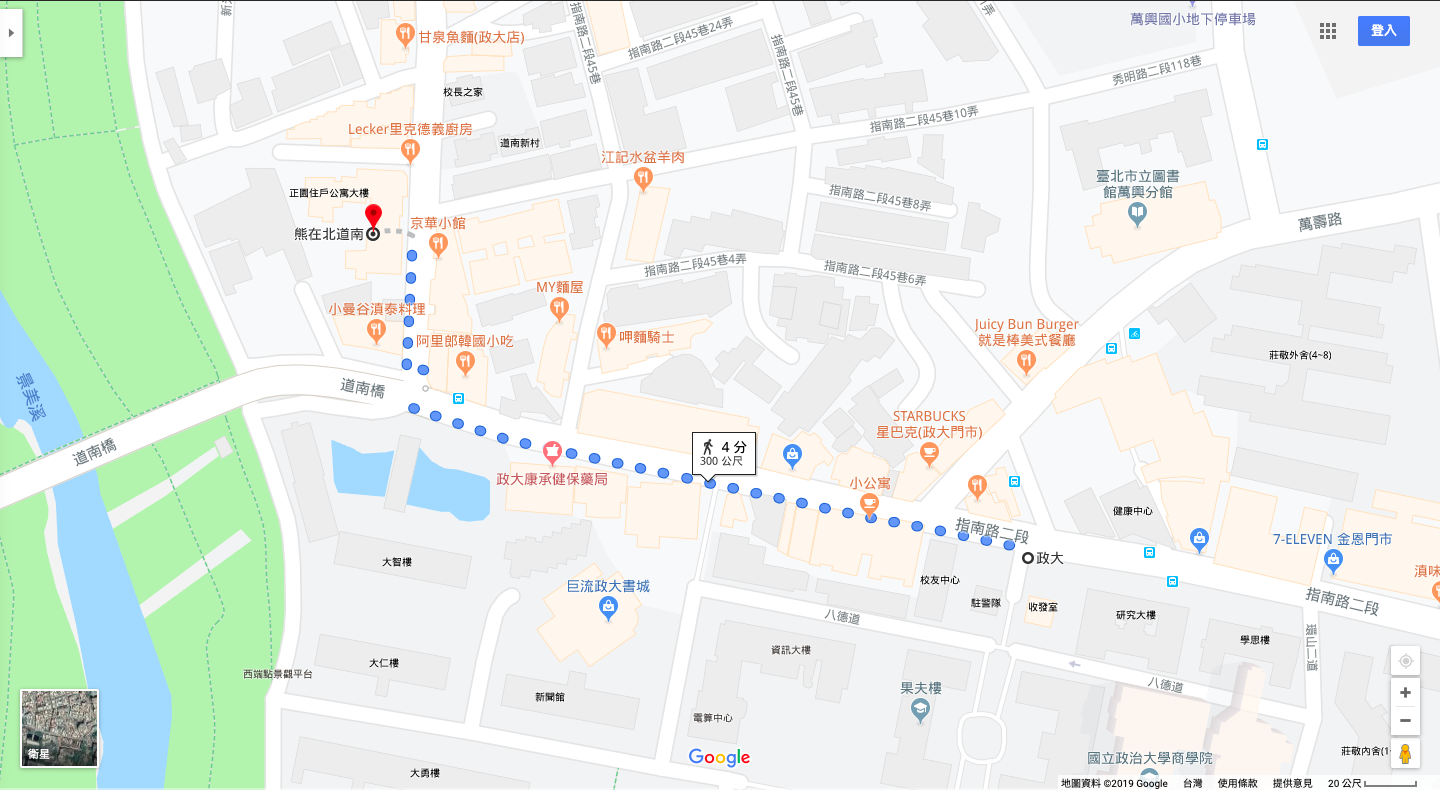 萬興國小地下停車場
登入
甘泉魚麵(政大店)
指南路二段45巷24弄
指南路二段45巷
指南路二段45巷
秀明路二段118巷
校長之家
指南路二段45巷10弄
Lecker里克德義廚房
道南新村
江記水盆羊肉
臺北市立圖書
館萬興分館
正園住戶公寓大樓
指南路二段45巷8弄
京華小館
萬壽路
熊在北道南
指南路二段45巷4弄
指南路二段45巷6弄
MY麵屋
小曼谷滇泰料理
Juicy Bun Burger
就是棒美式餐廳
阿里郎韓國小吃
呷麵騎士
莊敬外舍(4~8)
景美溪
道南橋
STARBUCKS
星巴克(政大門市)
道南橋
4 分
300 公尺
政大康承健保藥局
小公寓
健康中心
指南路二段
7-ELEVEN 金恩門市
政大
大智樓
滇味
校友中心
巨流政大書城
駐警隊
收發室
指南路二段
八德道
研究大樓
學思樓
環山二道
資訊大樓
大仁樓
西端點景觀平台
八德道
果夫樓
新聞館
電算中心
衛星
Google
國立政治大學商學院
莊敬內舍(1
大勇樓
地圖資料 ©2019 Google
台灣
使用條款
提供意見
20 公尺